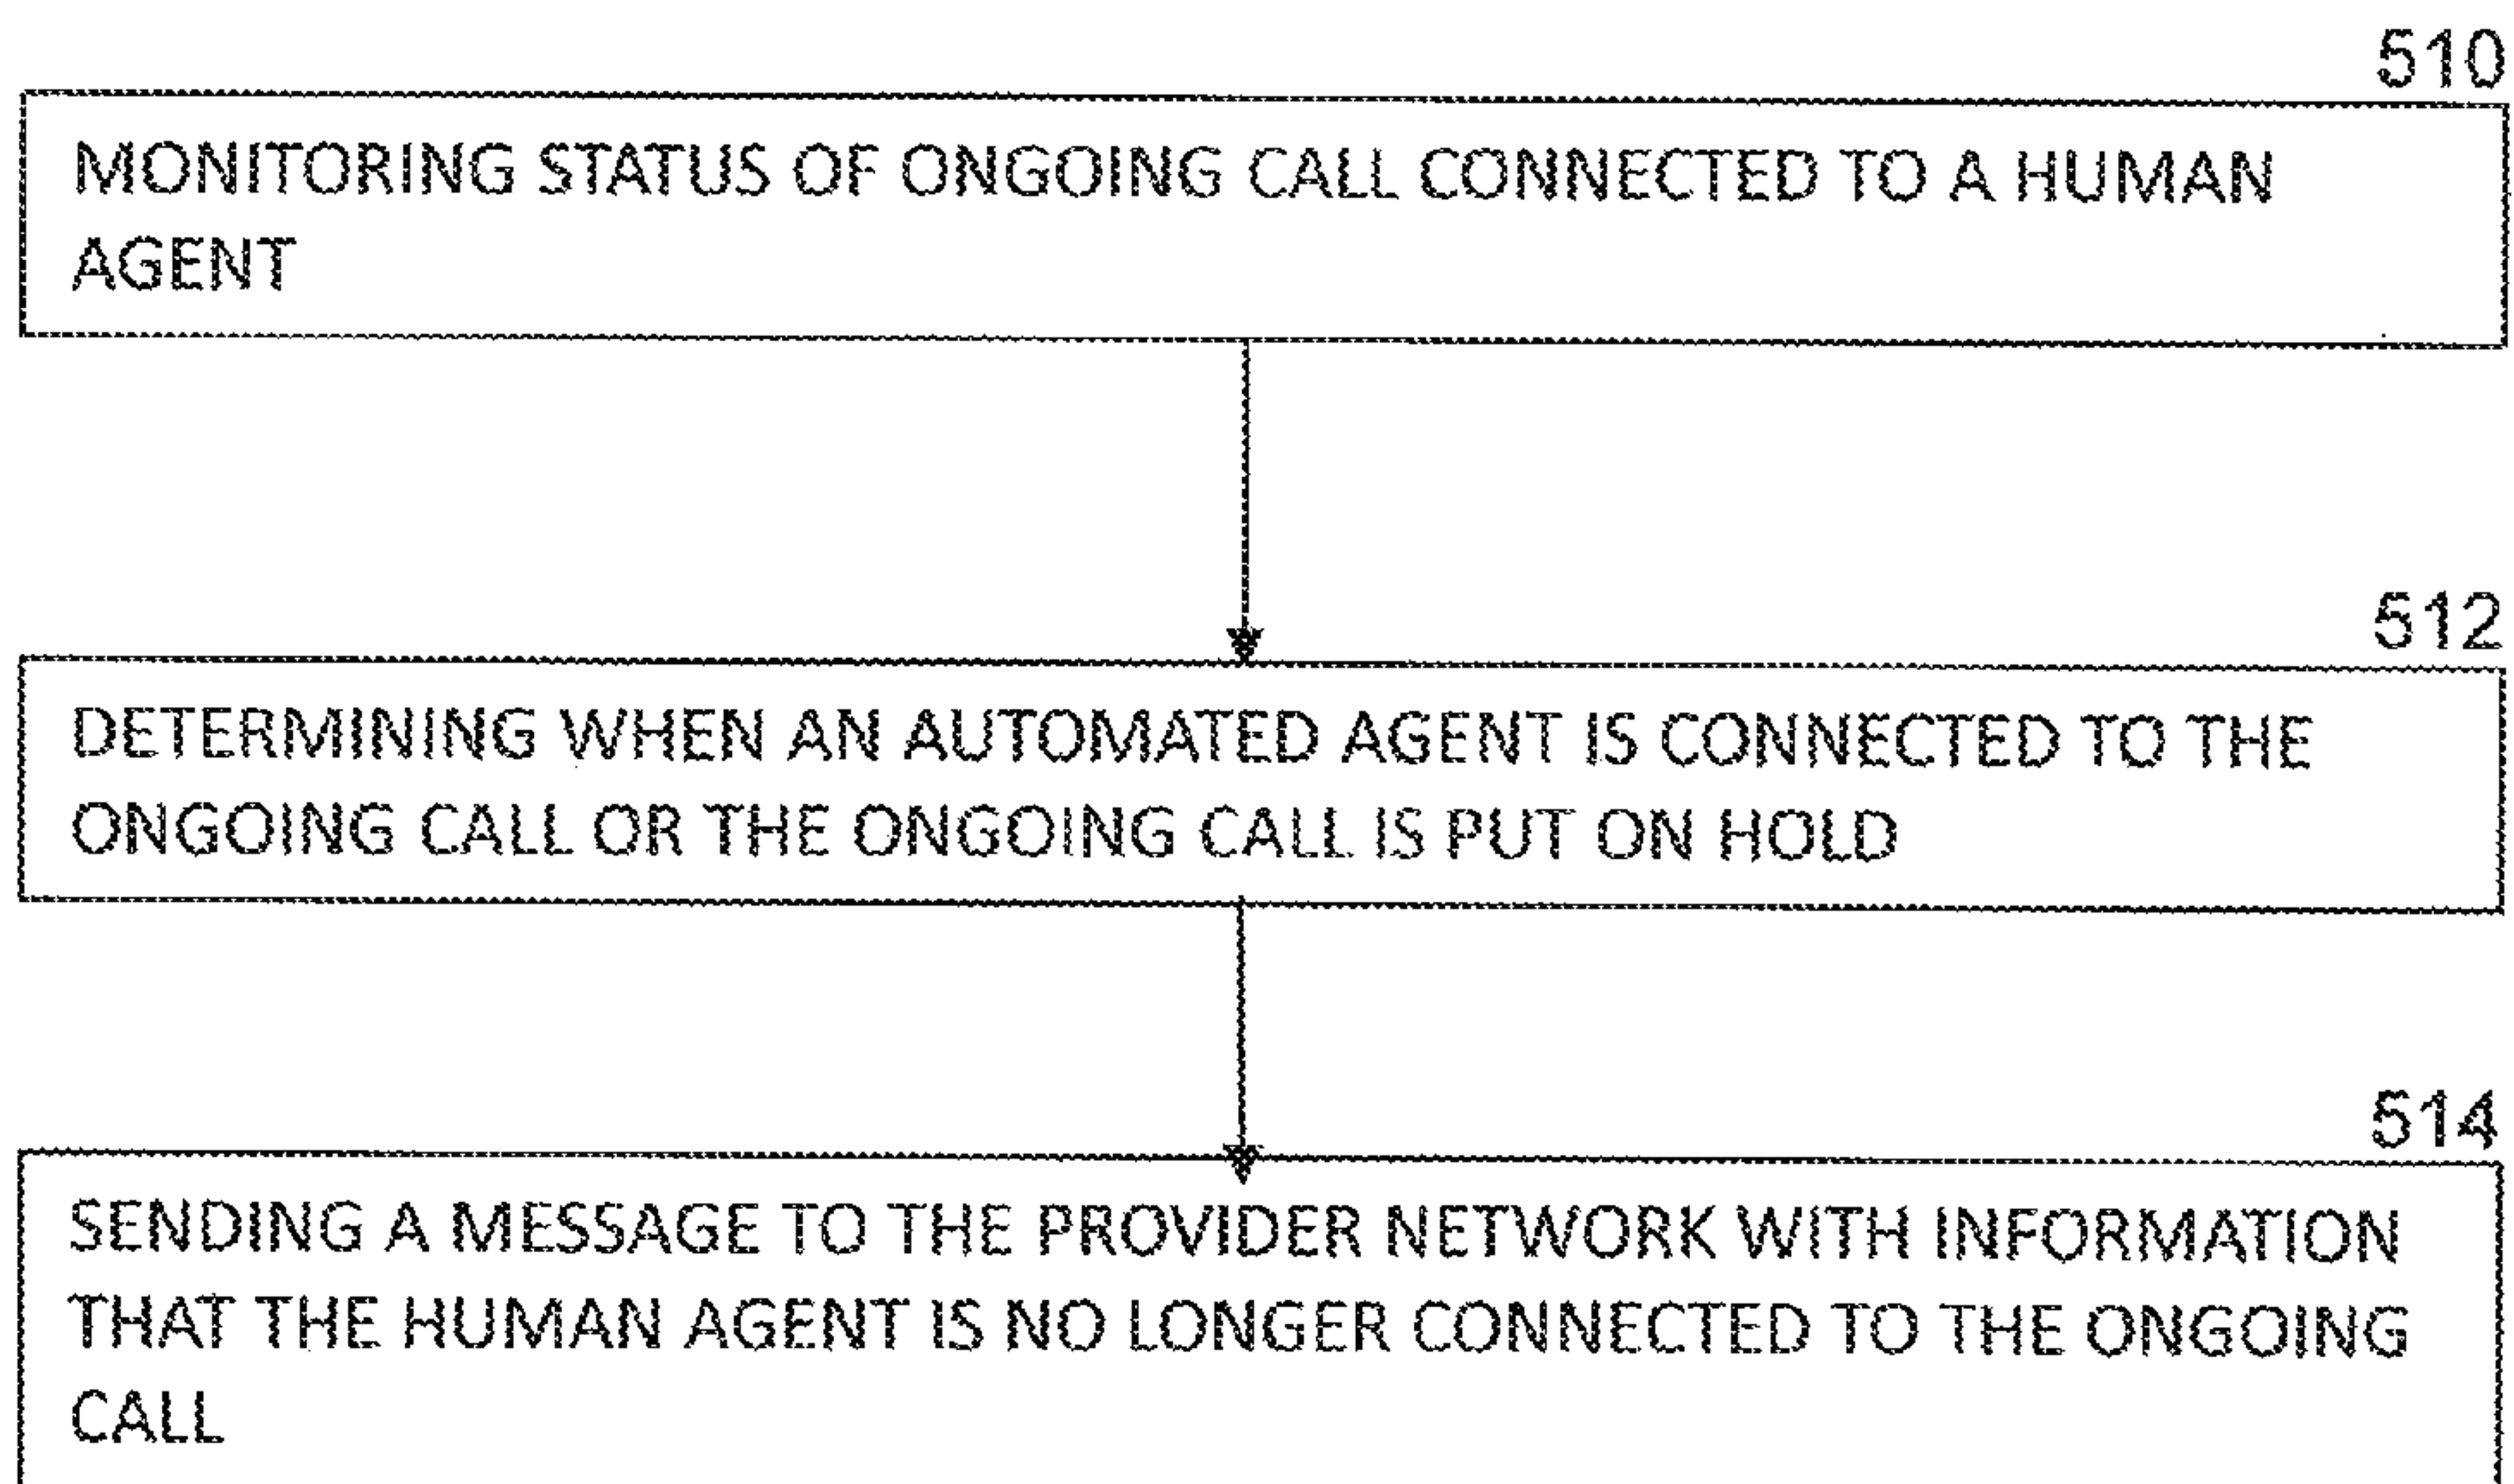 510
MONITORING STATUS OF ONGOING CALL CONNECTED TO A HUMAN
AGENT
512
DETERMINING WHEN AN AUTOMATED AGENT IS CONNECTED TO THE
ONGOING CALL OR THE ONGOING CALL IS PUT ON HOLD
514
SENDING A MESSAGE TO THE PROVIDER NETWORK WITH INFORMATION
THAT THE HUMAN AGENT IS NO LONGER CONNECTED TO THE ONGOING
CALL